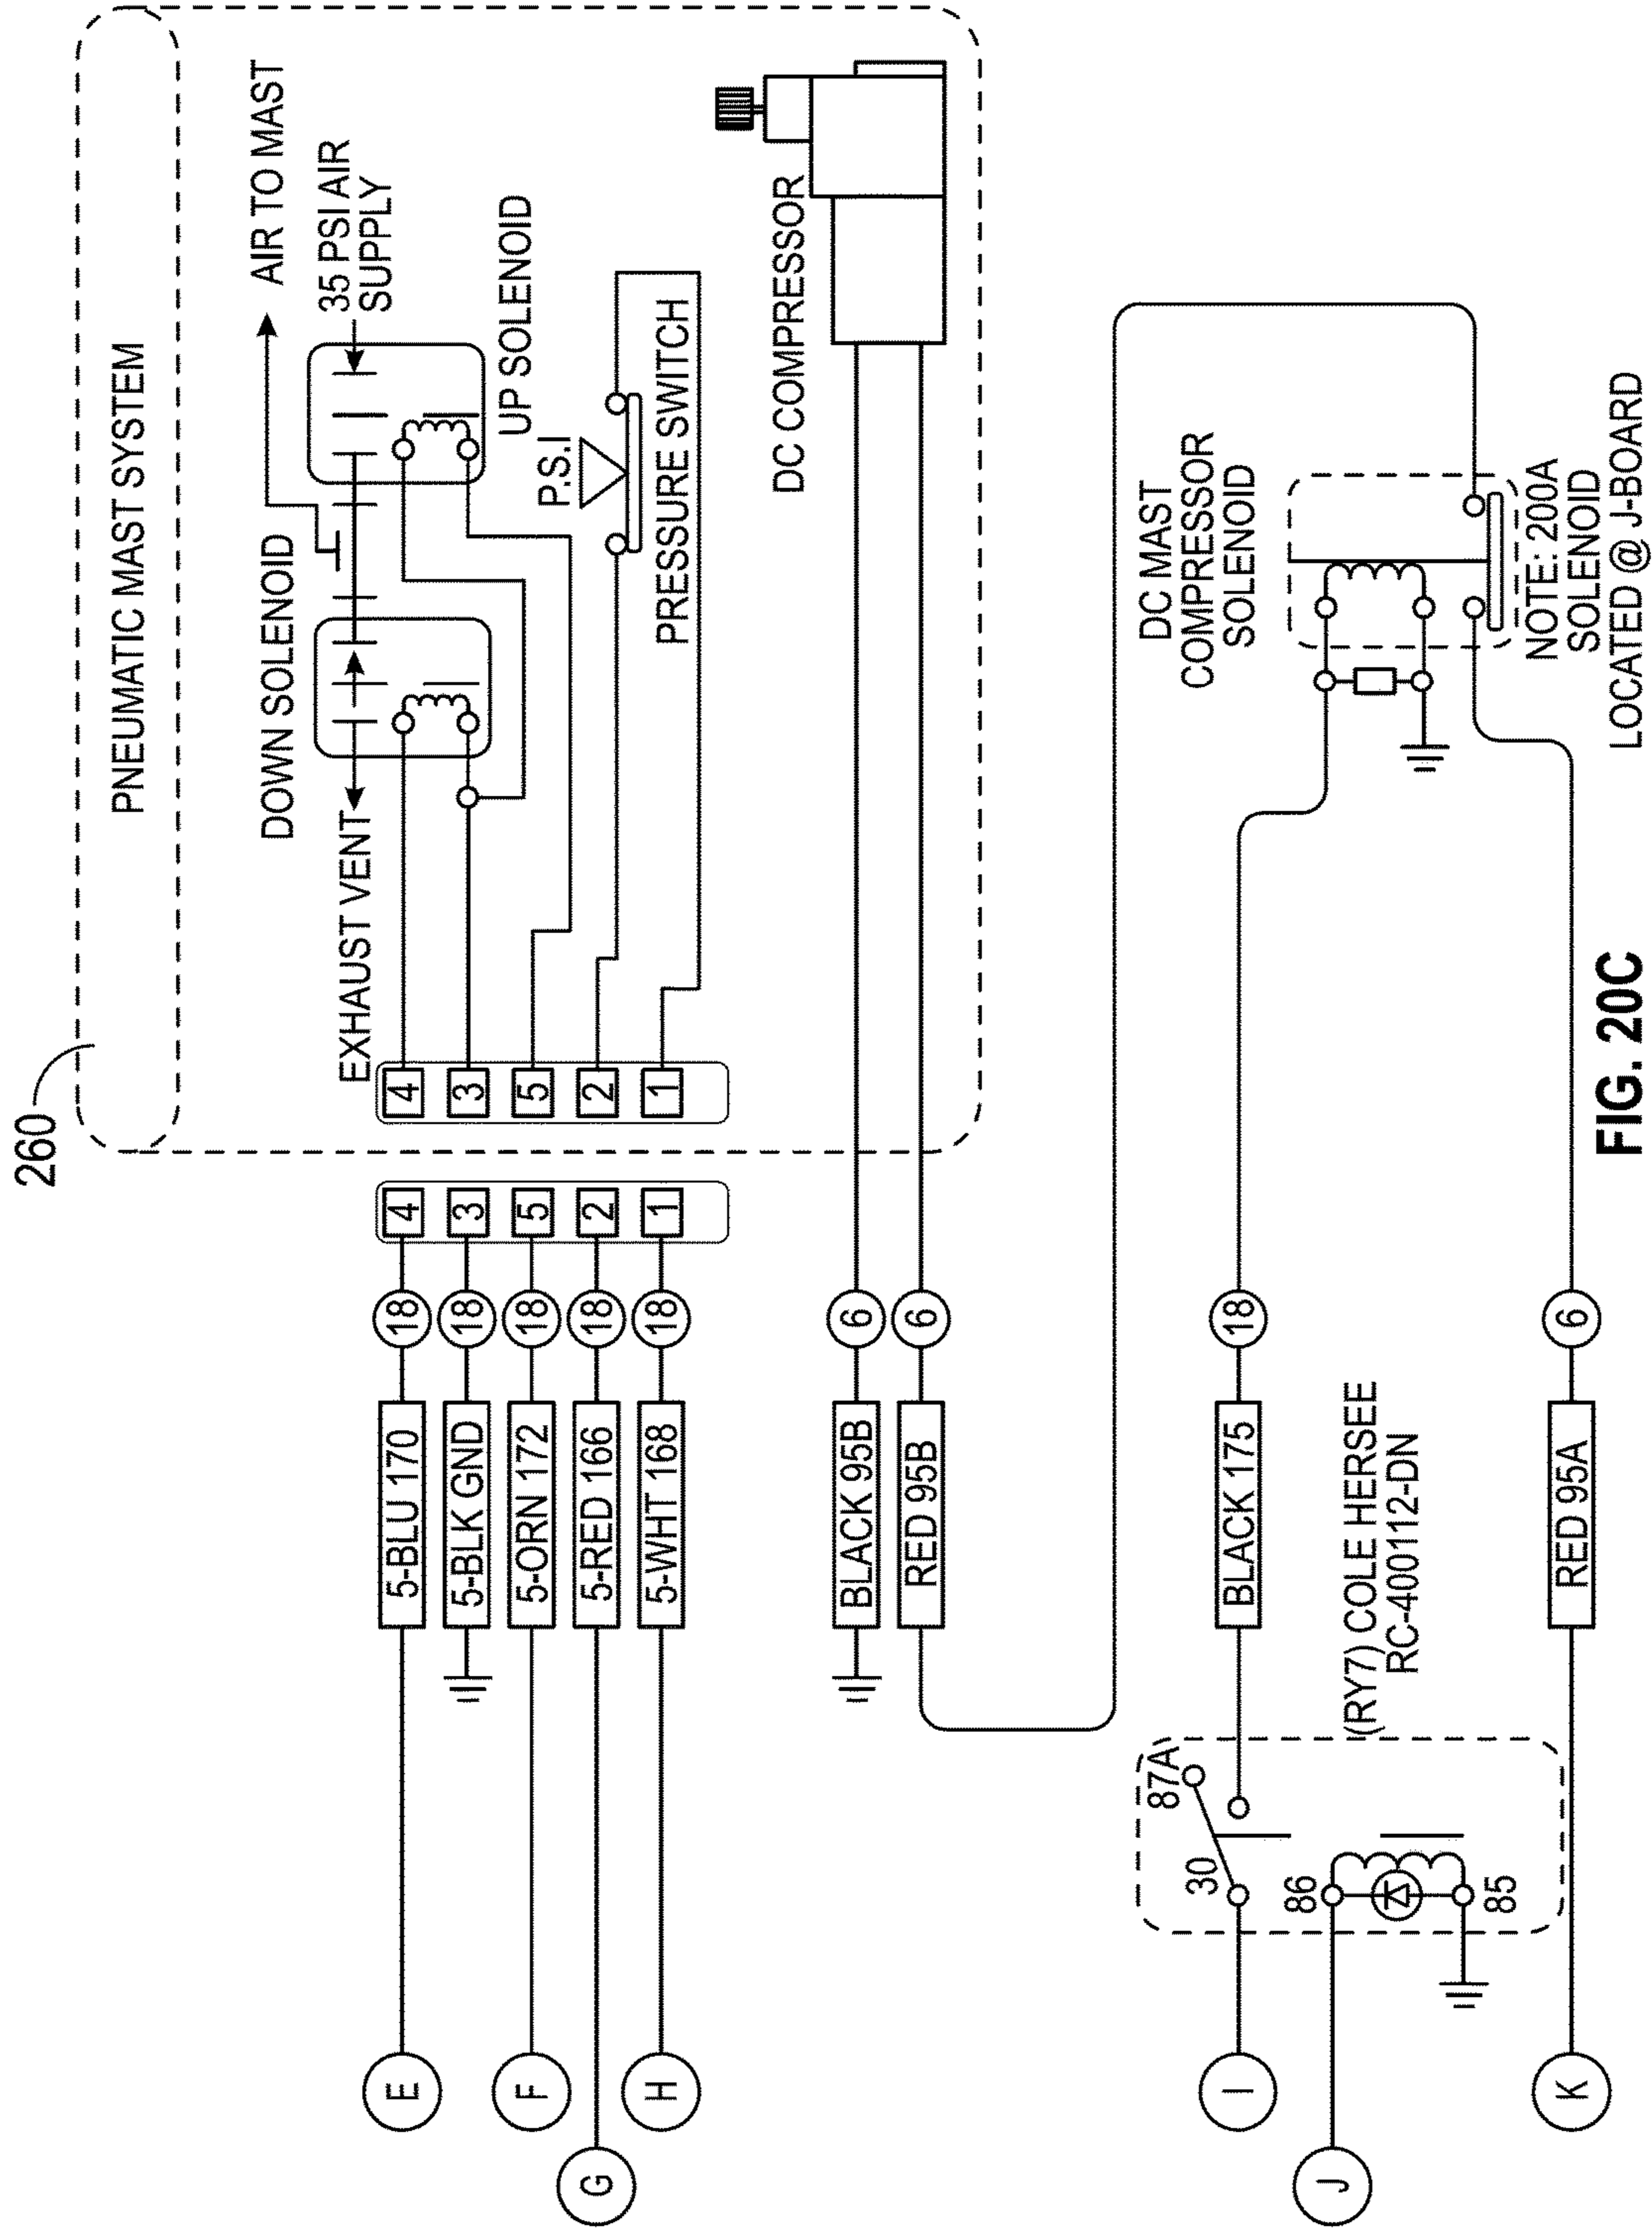 260
PNEUMATIC MAST SYSTEM
AIR TO MAST
35 PSI AIR
SUPPLY
DOWN SOLENOID
EXHAUST VENT
UP SOLENOID
P.S.I
PRESSURE SWITCH
DC COMPRESSOR
E
5-BLU 170
18
4
4
5-BLK GND
18
3
3
F
5-ORN 172
18
5
5
G
5-RED 166
18
2
2
H
5-WHT 168
18
1
1
BLACK 95B
6
RED 95B
6
DC MAST
COMPRESSOR
SOLENOID
87A
30
I
BLACK 175
18
86
85
J
(RY7) COLE HERSEE
RC-400112-DN
NOTE: 200A
SOLENOID
LOCATED @ J-BOARD
K
RED 95A
6
FIG. 20C